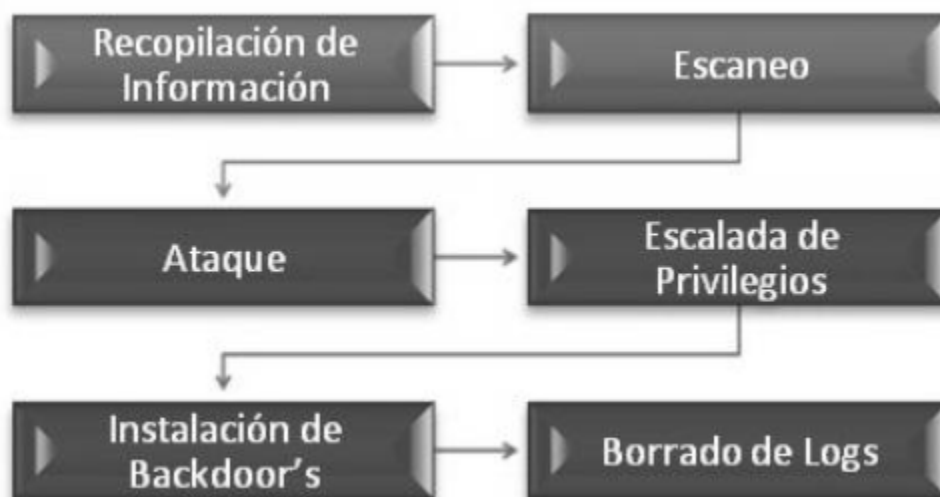 Recopilación de
Información
Escaneo
Ataque
Escalada de
Privilegios
Instalación de
Backdoor's
Borrado de Logs